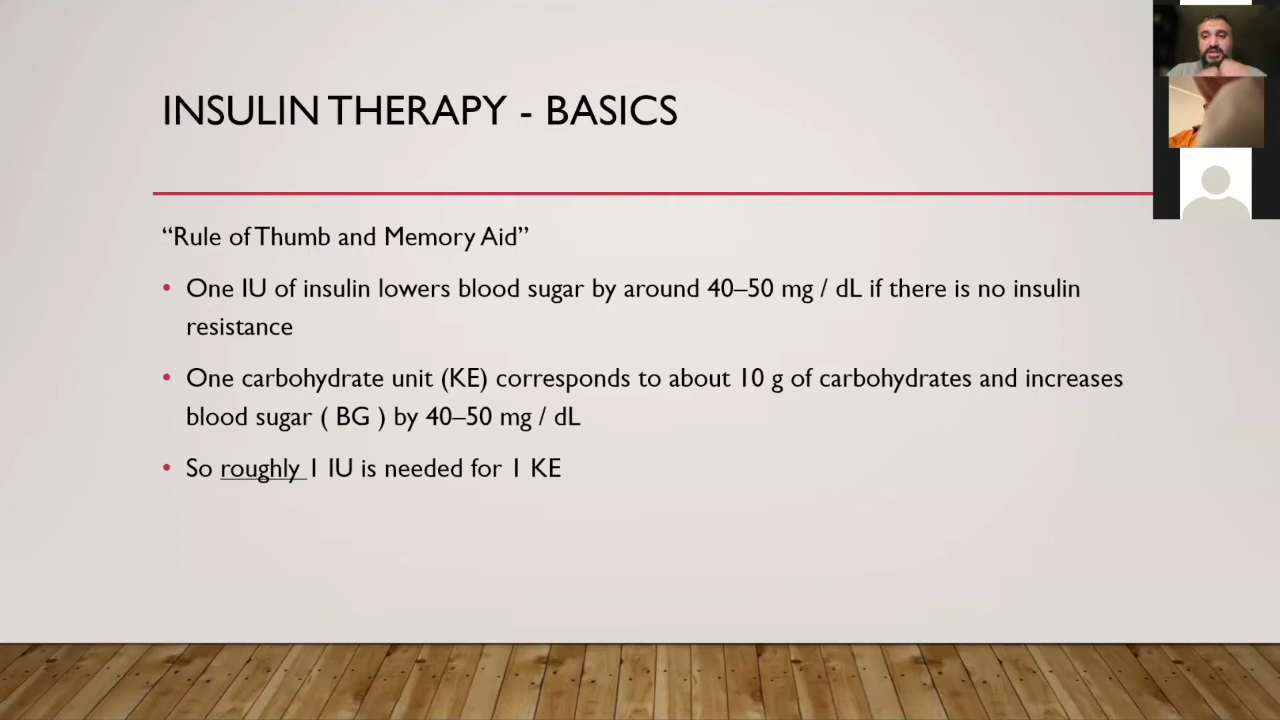 INSULIN THERAPY - BASICS
“Rule of Thumb and Memory Aid”
• One IU of insulin lowers blood sugar by around 40–50 mg / dL if there is no insulin
resistance
• One carbohydrate unit (KE) corresponds to about 10 g of carbohydrates and increases
blood sugar ( BG ) by 40–50 mg / dL
• So roughly 1 IU is needed for 1 KE